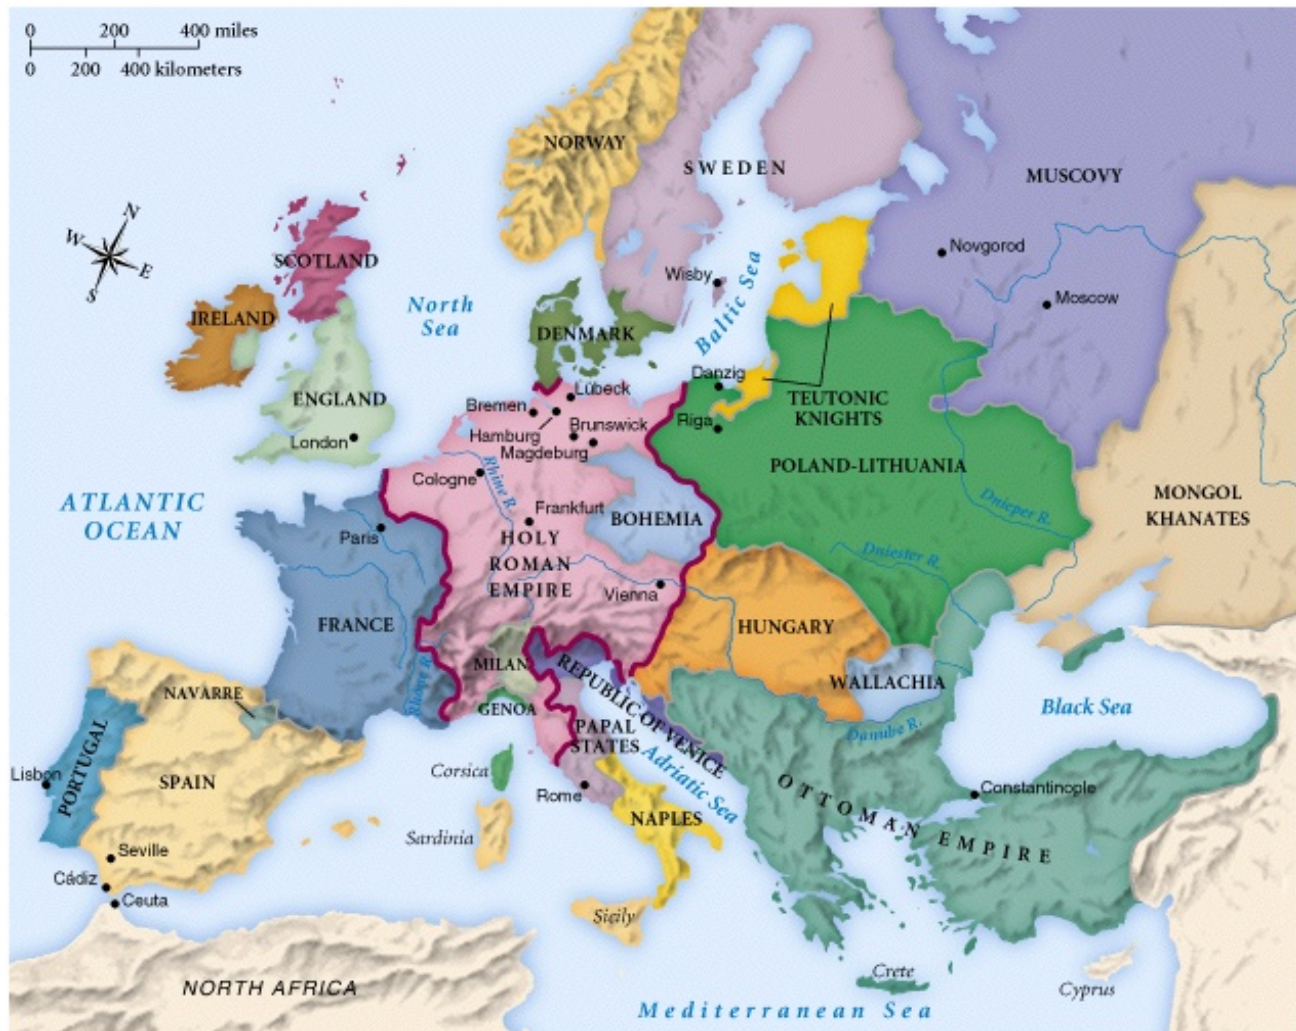 0 200 400 miles
0 200 400 kilometers
N
W
E
S
NORWAY
SWEDEN
MUSCOVY
Novgorod
Moscow
SCOTLAND
IRELAND
North
Sea
Wisby
Baltic Sea
DENMARK
ENGLAND
London
Danzig
Lübeck
Bremen
Hamburg
Brunswick
Magdeburg
Riga
TEUTONIC
KNIGHTS
POLAND-LITHUANIA
Cologne
Rhine R.
Frankfurt
BOHEMIA
HOLY
ROMAN
EMPIRE
Vienna
ATLANTIC
OCEAN
Paris
Dnieper R.
Dniester R.
MONGOL
KHANATES
FRANCE
HUNGARY
MILAN
REPUBLIC OF VENICE
WALLACHIA
Rhône R.
GENOA
PAPAL
STATES
Danube R.
Black Sea
NAVARRE
PORTUGAL
Lisbon
SPAIN
Corsica
Adriatic Sea
Rome
NAPLES
OTTOMAN EMPIRE
Constantinople
Sardinia
Seville
Cádiz
Ceuta
Sicily
NORTH AFRICA
Crete
Cyprus
Mediterranean Sea